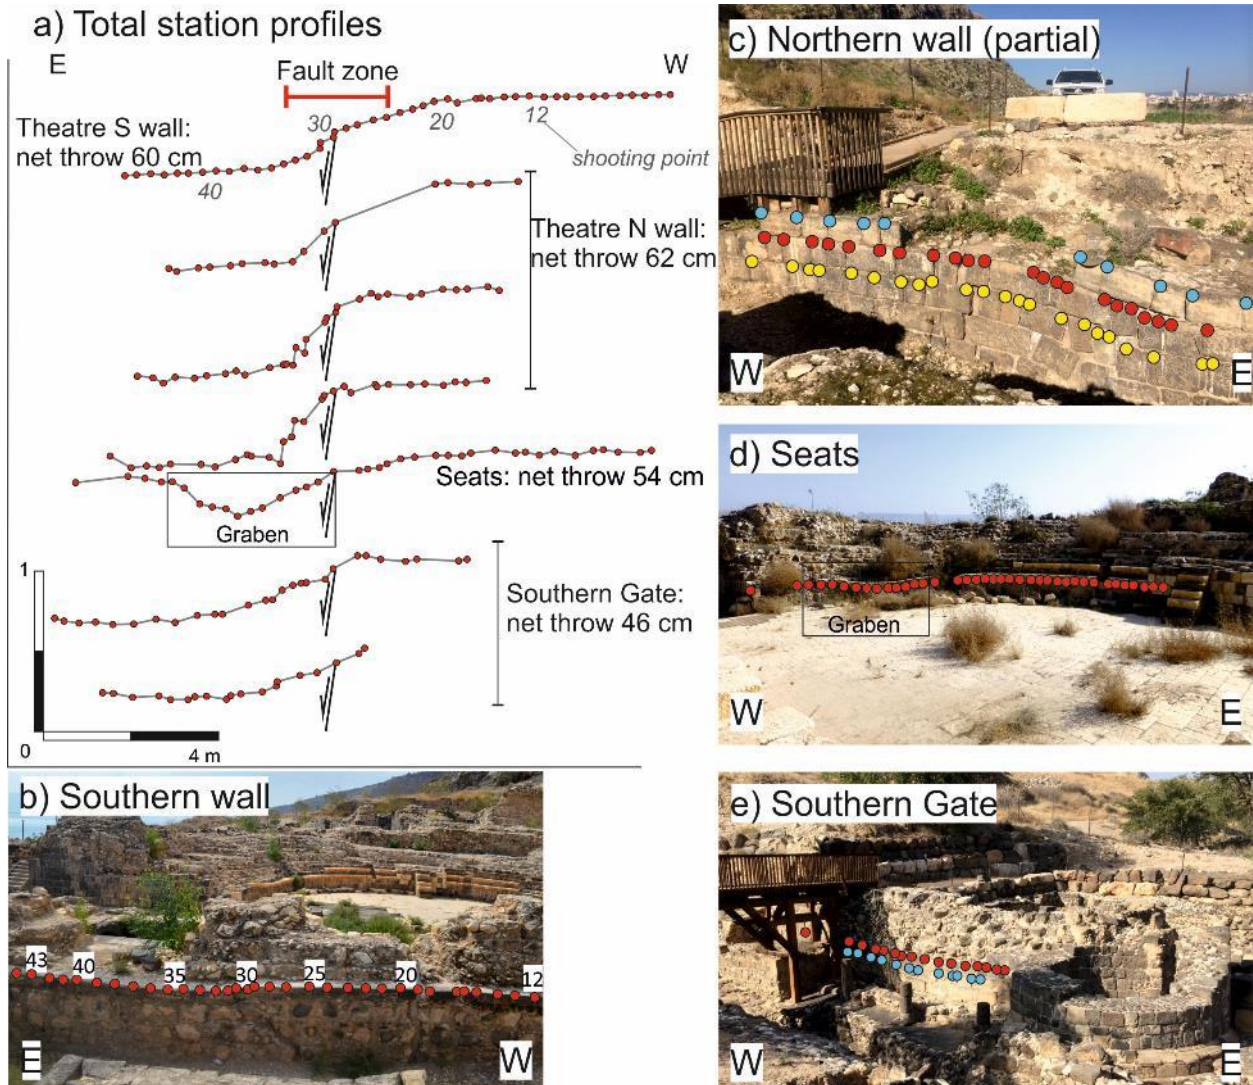 a) Total station profiles
E
W
Fault zone
Theatre S wall:
net throw 60 cm
30
20
12
shooting point
40
Theatre N wall:
net throw 62 cm
Seats: net throw 54 cm
Graben
Southern Gate:
net throw 46 cm
1
0
4 m
b) Southern wall
43
40
35
30
25
20
12
E
W
c) Northern wall (partial)
W
E
d) Seats
Graben
W
E
e) Southern Gate
W
E